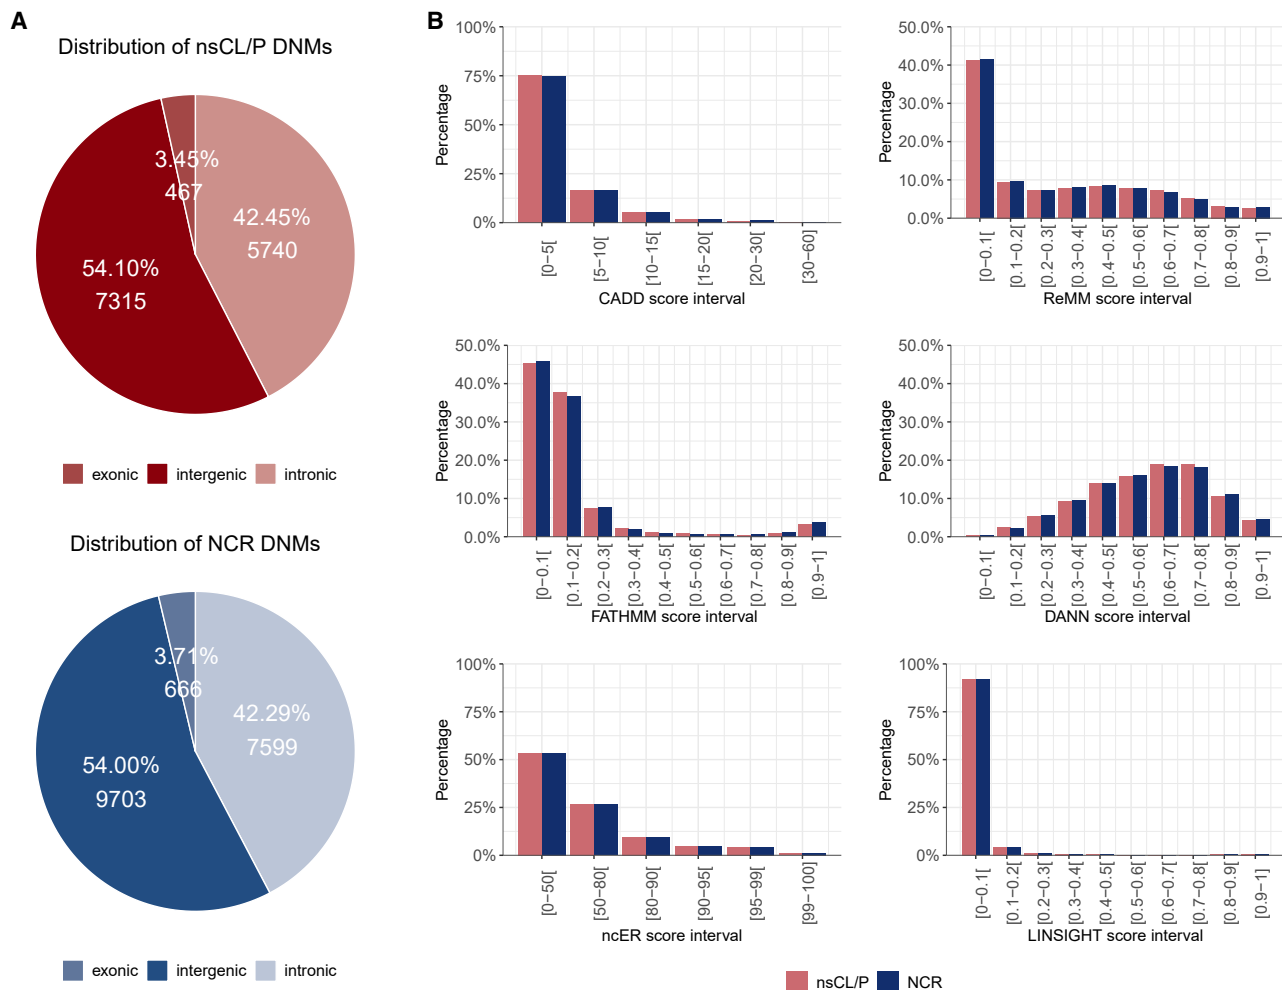 A
Distribution of nsCL/P DNMs
3.45%
467
42.45%
5740
54.10%
7315
exonic intergenic intronic
Distribution of NCR DNMs
3.71%
666
42.29%
7599
54.00%
9703
exonic intergenic intronic
B
100%
75%
50%
25%
0%
Percentage
[0−5[ [5−10[ [10−15[ [15−20[ [20−30[ [30−60]
CADD score interval
50.0%
40.0%
30.0%
20.0%
10.0%
0.0%
Percentage
[0−0.1[ [0.1−0.2[ [0.2−0.3[ [0.3−0.4[ [0.4−0.5[ [0.5−0.6[ [0.6−0.7[ [0.7−0.8[ [0.8−0.9[ [0.9−1]
ReMM score interval
50.0%
40.0%
30.0%
20.0%
10.0%
0.0%
Percentage
[0−0.1[ [0.1−0.2[ [0.2−0.3[ [0.3−0.4[ [0.4−0.5[ [0.5−0.6[ [0.6−0.7[ [0.7−0.8[ [0.8−0.9[ [0.9−1]
FATHMM score interval
50.0%
40.0%
30.0%
20.0%
10.0%
0.0%
Percentage
[0−0.1[ [0.1−0.2[ [0.2−0.3[ [0.3−0.4[ [0.4−0.5[ [0.5−0.6[ [0.6−0.7[ [0.7−0.8[ [0.8−0.9[ [0.9−1]
DANN score interval
100%
75%
50%
25%
0%
Percentage
[0−50[ [50−80[ [80−90[ [90−95[ [95−99[ [99−100]
ncER score interval
100%
75%
50%
25%
0%
Percentage
[0−0.1[ [0.1−0.2[ [0.2−0.3[ [0.3−0.4[ [0.4−0.5[ [0.5−0.6[ [0.6−0.7[ [0.7−0.8[ [0.8−0.9[ [0.9−1]
LINSIGHT score interval
nsCL/P NCR